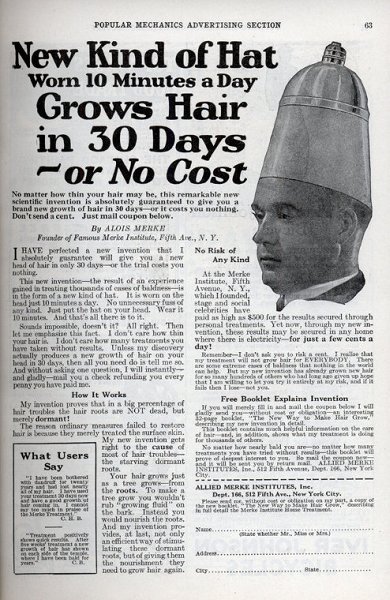 POPULAR MECHANICS ADVERTISING SECTION 63
New Kind of Hat
Worn 10 Minutes a Day
Grows Hair
in 30 Days
~or No Cost
No matter how thin your hair may be, this remarkable new
scientific invention is absolutely guaranteed to give you a
brand new growth of hair in 30 days—or it costs you nothing.
Don't send a cent. Just mail coupon below.
By ALOIS MERKE
Founder of Famous Merke Institute, Fifth Ave., N. Y.
I HAVE perfected a new invention that I
absolutely guarantee will give you a new
head of hair in only 30 days—or the trial costs you
nothing.
This new invention—the result of an experience
gained in treating thousands of cases of baldness—is
in the form of a new kind of hat. It is worn on the
head just 10 minutes a day. No unnecessary fuss of
any kind. Just put the hat on your head. Wear it
10 minutes. And that's all there is to it.
Sounds impossible, doesn't it? All right. Then
let me emphasize this fact. I don't care how thin
your hair is. I don't care how many treatments you
have taken without results. Unless my discovery
actually produces a new growth of hair on your
head in 30 days, then all you need do is tell me so.
And without asking one question, I will instantly—
and gladly—mail you a check refunding you every
penny you have paid me.
How It Works
My invention proves that in a big percentage of
hair troubles the hair roots are NOT dead, but
merely dormant!
The reason ordinary measures failed to restore
hair is because they merely treated the surface skin.
My new invention gets
right to the cause of
most of hair troubles—
the starving dormant
roots.
Your hair grows just
as a tree grows—from
the roots. To make a
tree grow you wouldn't
rub "growing fluid" on
the bark. Instead you
would nourish the roots.
And my invention pro-
vides, at last, not only
an efficient way of stimu-
lating these dormant
roots, but of giving them
the nourishment they
need to grow hair again.
What Users
Say
"I have been bothered
with dandruff for twenty
years and had lost nearly
all of my hair. I have used
your treatment 30 days now
and have a good growth of
hair coming in. I cannot
say too much in praise of
the Merke Treatment."
C. H. B.
"Treatment positively
shows quick results. After
five weeks' treatment a new
growth of hair has shown
on each side of the temple,
where I have been bald for
years." C. B.
No Risk of
Any Kind
At the Merke
Institute, Fifth
Avenue, N. Y.,
which I founded,
stage and social
celebrities have
paid as high as $500 for the results secured through
personal treatments. Yet now, through my new in-
vention, these results may be secured in any home
where there is electricity—for just a few cents a
day!
Remember—I don't ask you to risk a cent. I realize that
my treatment will not grow hair for EVERYBODY. There
are some extreme cases of baldness that nothing in the world
can help. But my new invention has already grown new hair
that I am willing to let you try it entirely at my risk, and if it
fails then I lose—not you.
Free Booklet Explains Invention
If you will merely fill in and mail the coupon below I will
gladly send you—without cost or obligation—an interesting
32-page booklet, "The New Way to Make Hair Grow,"
describing my new invention in detail.
This booklet contains much helpful information on the care
of hair—and, in addition, shows what my treatment is doing
for thousands of others.
No matter how nearly bald you are—no matter how many
treatments you have tried without results—this booklet will
prove of deepest interest to you. So mail the coupon now—
and it will be sent you by return mail. ALLIED MERKE
INSTITUTES, Inc., 512 Fifth Avenue, Dept. 166, New York
City.
ALLIED MERKE INSTITUTES, Inc.
Dept. 166, 512 Fifth Ave., New York City.
Please send me, without cost or obligation on my part, a copy of
the new booklet "The New Way to Make Hair Grow," describing
in full detail the Merke Institute Home Treatment.
Name
(State whether Mr., Miss or Mrs.)
Address
City State